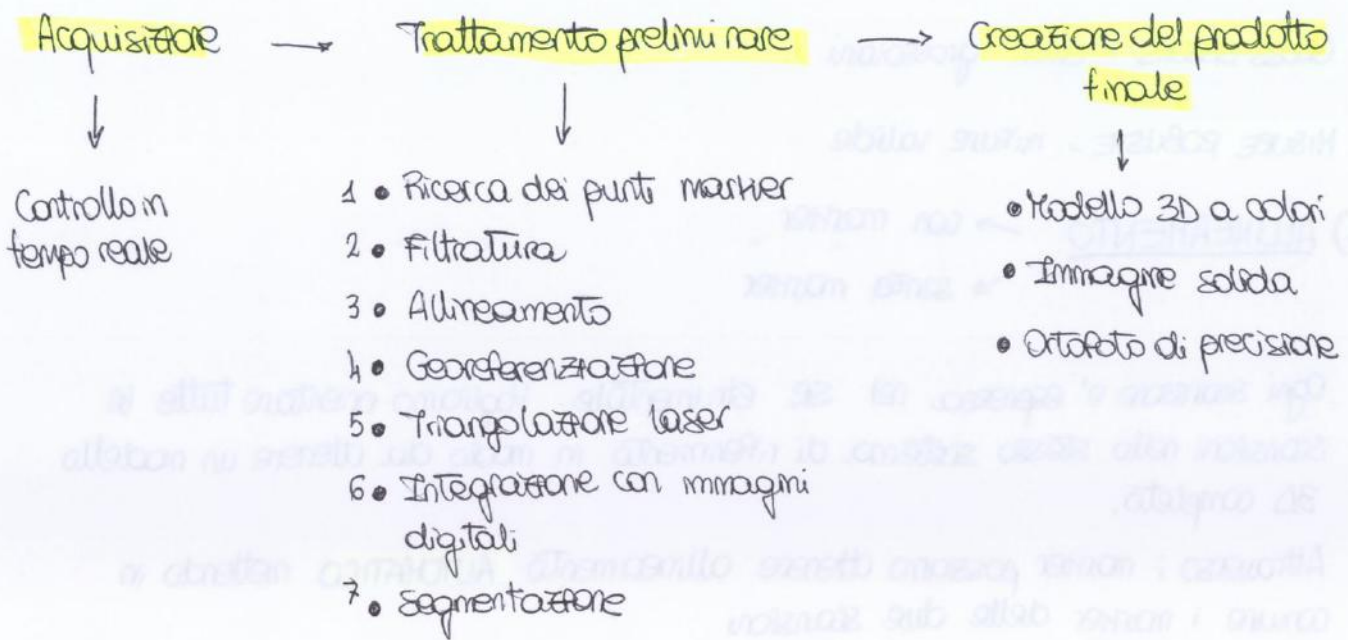 Acquisizione → Trattamento preliminare → Creazione del prodotto
finale
Controllo in
tempo reale
1 • Ricerca dei punti marker
2 • Filtratura
3 • Allineamento
4 • Georeferenziazione
5 • Triangolazione laser
6 • Integrazione con immagini
digitali
7 • Segmentazione
• Modello 3D a colori
• Immagine solida
• Ortofoto di precisione